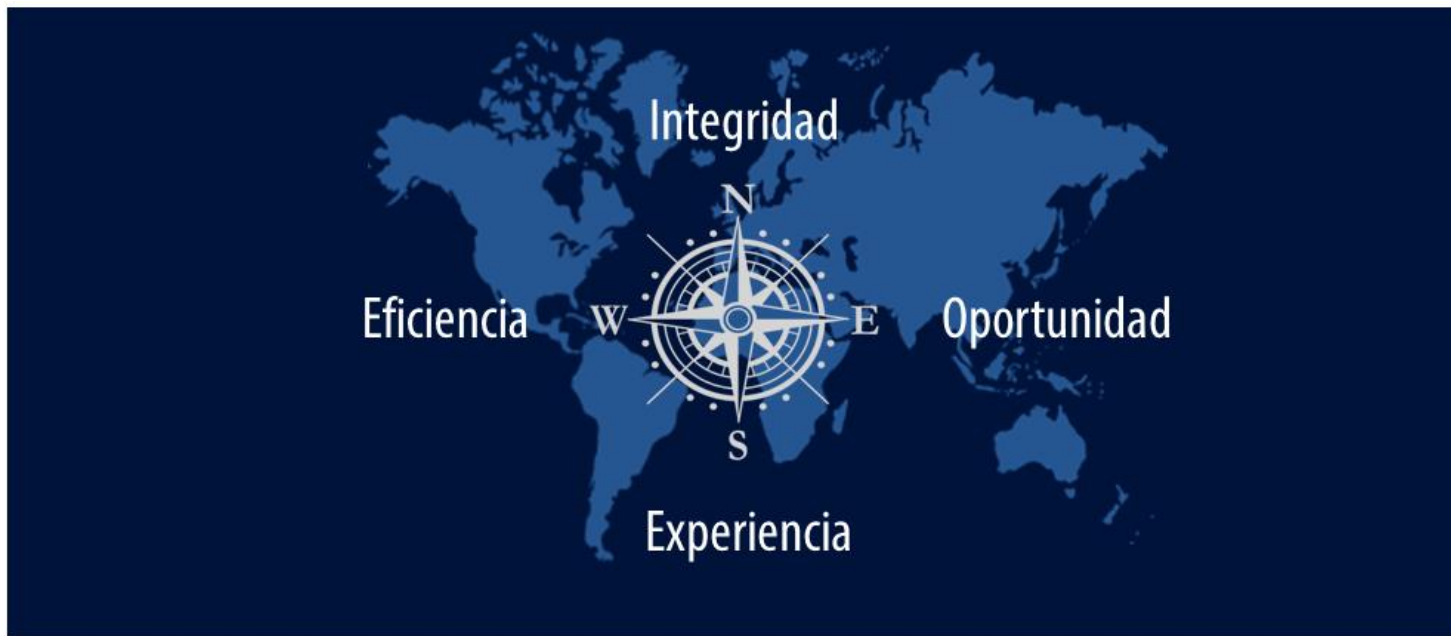 Integridad
N
Eficiencia W E Oportunidad
S
Experiencia